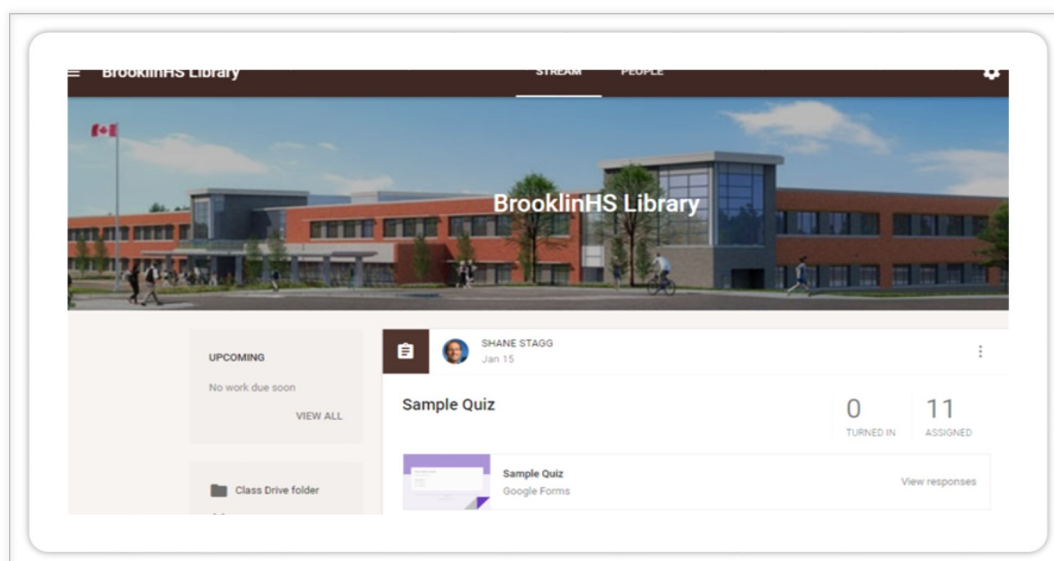 BrooklinHS Library
STREAM PEOPLE
BrooklinHS Library
UPCOMING
No work due soon
VIEW ALL
Class Drive folder
SHANE STAGG
Jan 15
Sample Quiz
0 11
TURNED IN ASSIGNED
Sample Quiz
Google Forms
View responses